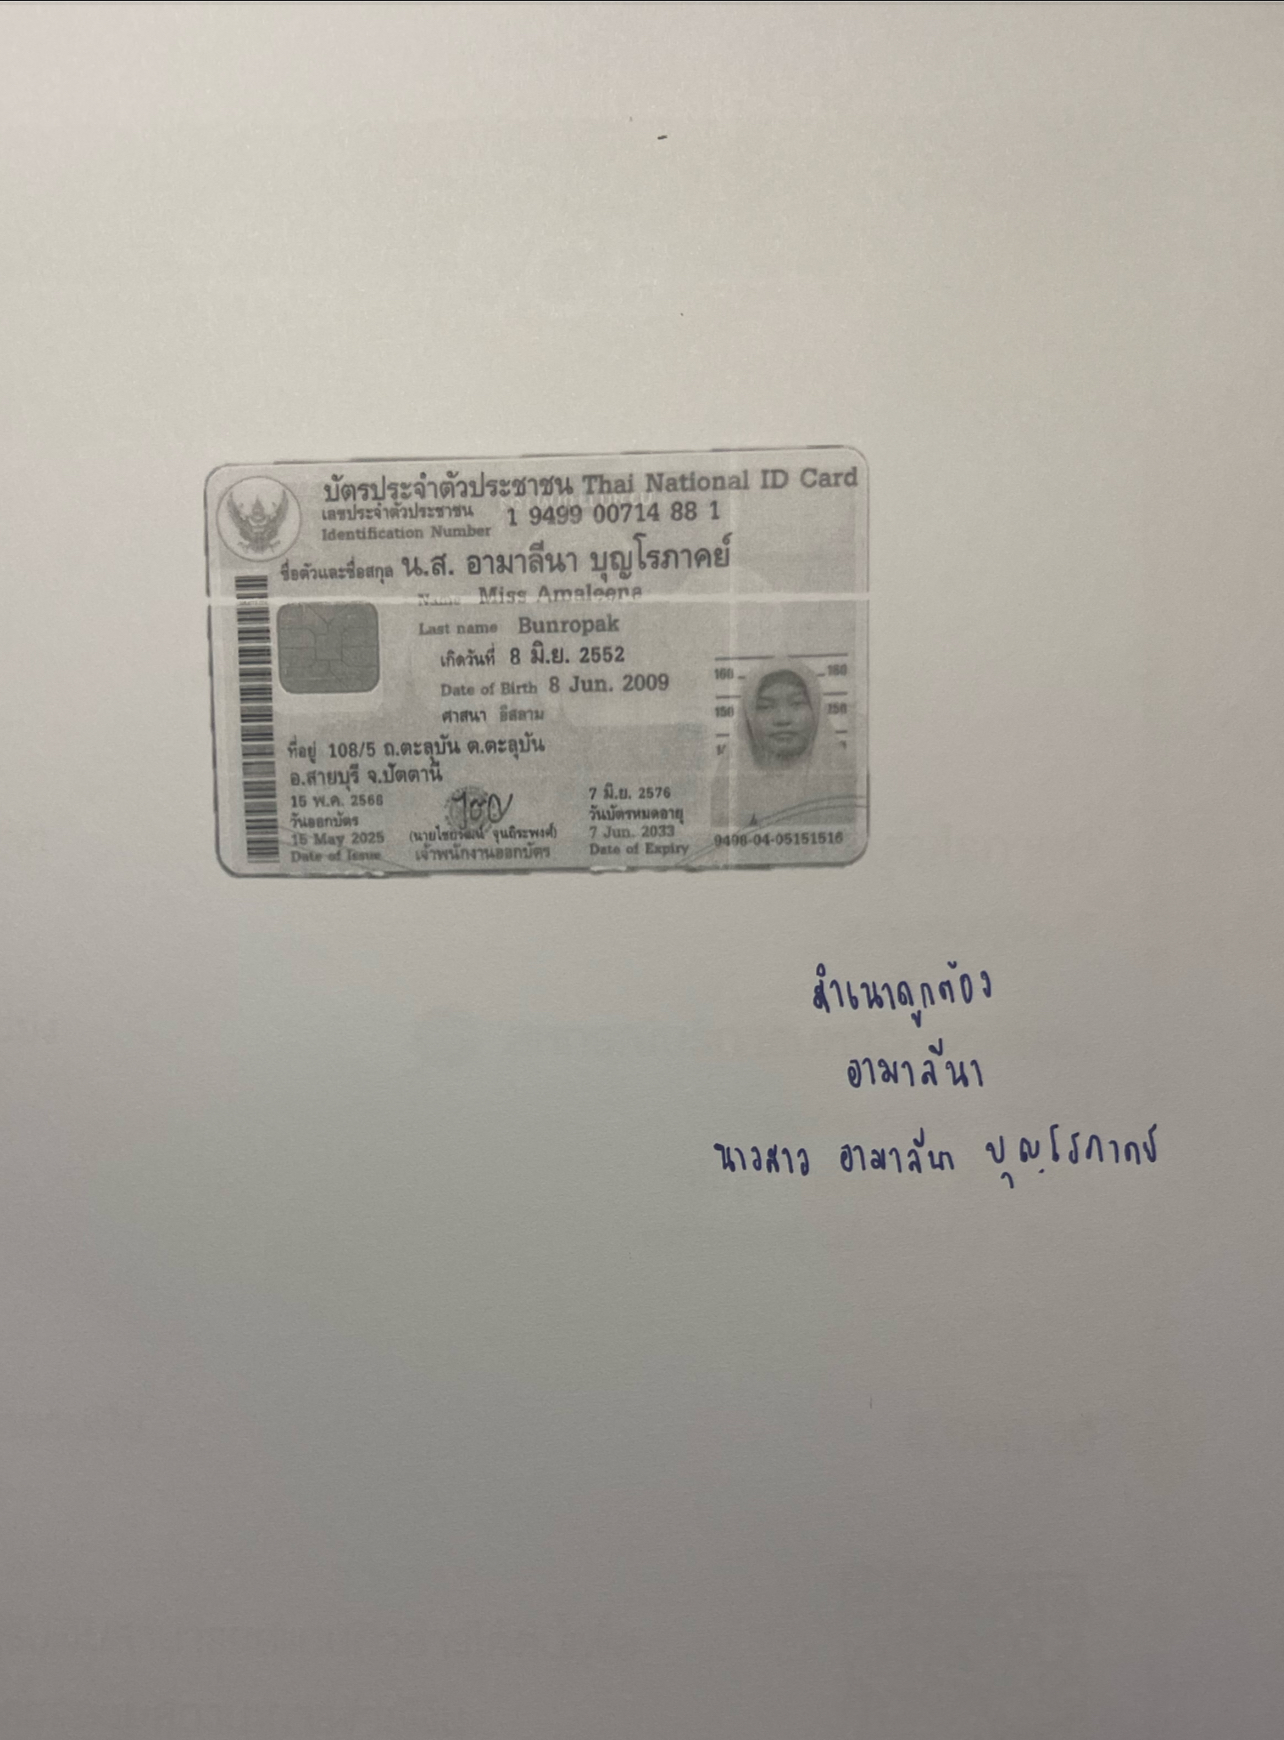 บัตรประจำตัวประชาชน Thai National ID Card
เลขประจำตัวประชาชน
Identification Number 1 9499 00714 88 1
ชื่อตัวและชื่อสกุล น.ส. อามาลีนา บุญโรภาคย์
Name Miss Amaleena
Last name Bunropak
เกิดวันที่ 8 มิ.ย. 2552
Date of Birth 8 Jun. 2009
ศาสนา อิสลาม
ที่อยู่ 108/5 ถ.ตะลุบัน ต.ตะลุบัน
อ.สายบุรี จ.ปัตตานี
15 พ.ค. 2568
วันออกบัตร
15 May 2025
Date of Issue
เจ้าพนักงานออกบัตร
7 มิ.ย. 2576
วันบัตรหมดอายุ
7 Jun. 2033
Date of Expiry
160 160
150 150
9498-04-05151516
สำเนาถูกต้อง
อามาลีนา
นางสาว อามาลีนา บุญโรภาคย์